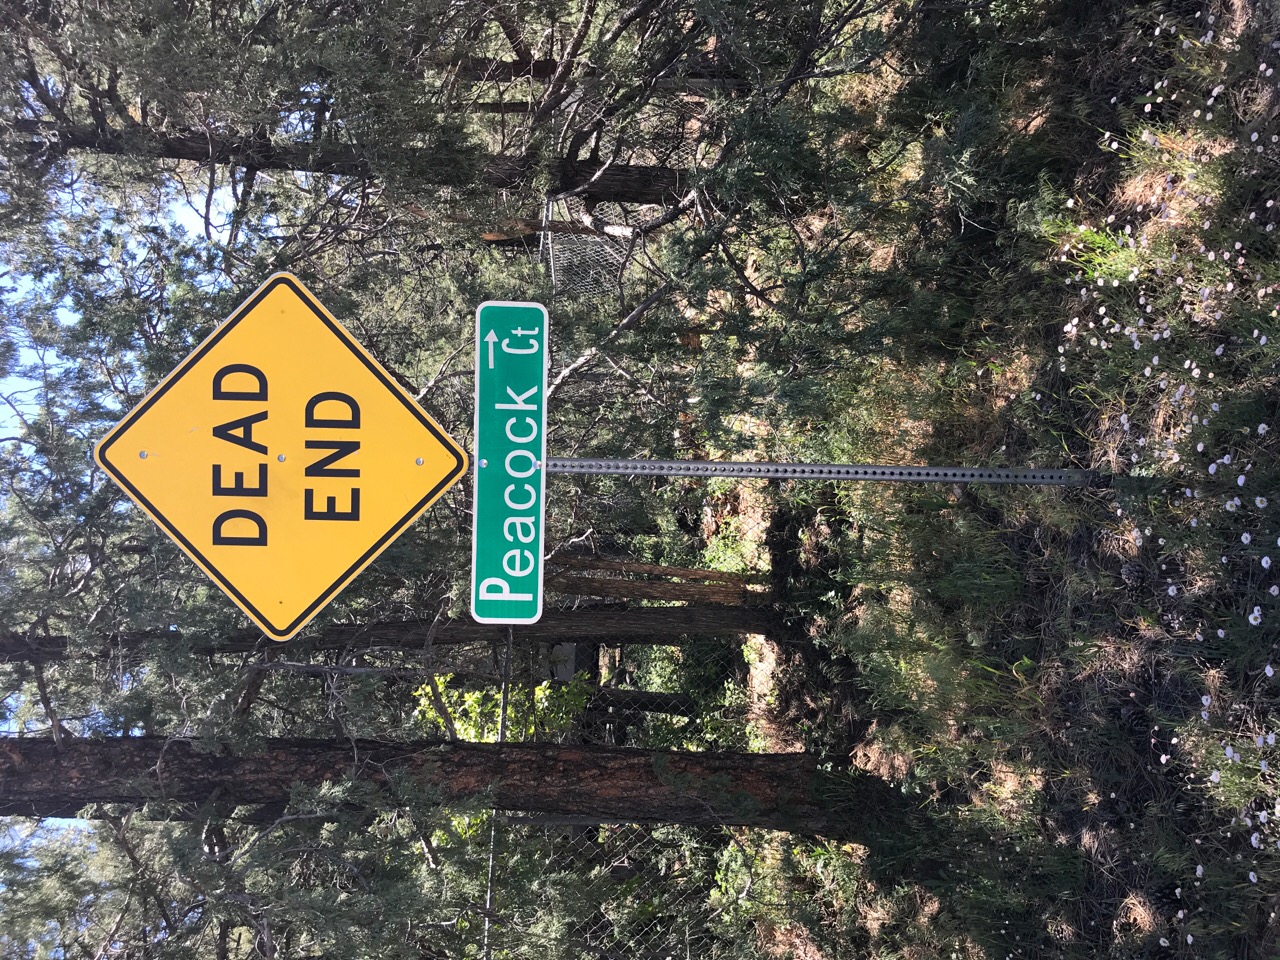 DEAD
END
Peacock Ct →